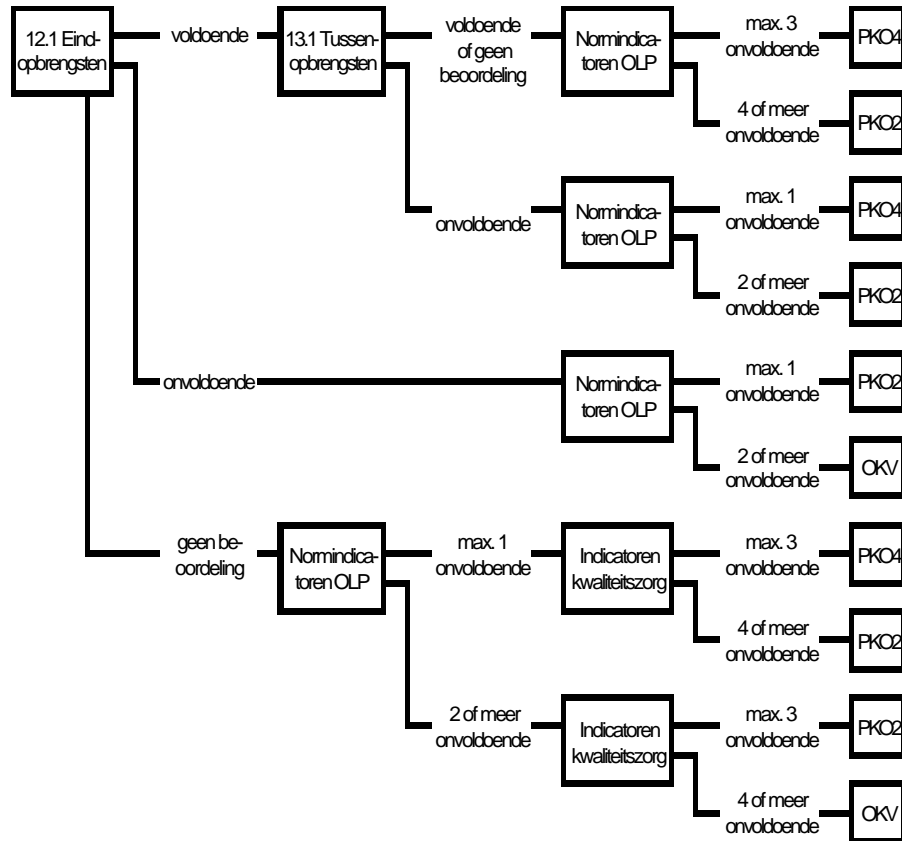 12.1 Eind-
opbrengsten
voldoende
13.1 Tussen-
opbrengsten
voldoende
of geen
beoordeling
Normindica-
toren OLP
max. 3
onvoldoende
PKO4
4 of meer
onvoldoende
PKO2
onvoldoende
Normindica-
toren OLP
max. 1
onvoldoende
PKO4
2 of meer
onvoldoende
PKO2
onvoldoende
Normindica-
toren OLP
max. 1
onvoldoende
PKO2
2 of meer
onvoldoende
OKV
geen be-
oordeling
Normindica-
toren OLP
max. 1
onvoldoende
Indicatoren
kwaliteitszorg
max. 3
onvoldoende
PKO4
4 of meer
onvoldoende
PKO2
2 of meer
onvoldoende
Indicatoren
kwaliteitszorg
max. 3
onvoldoende
PKO2
4 of meer
onvoldoende
OKV